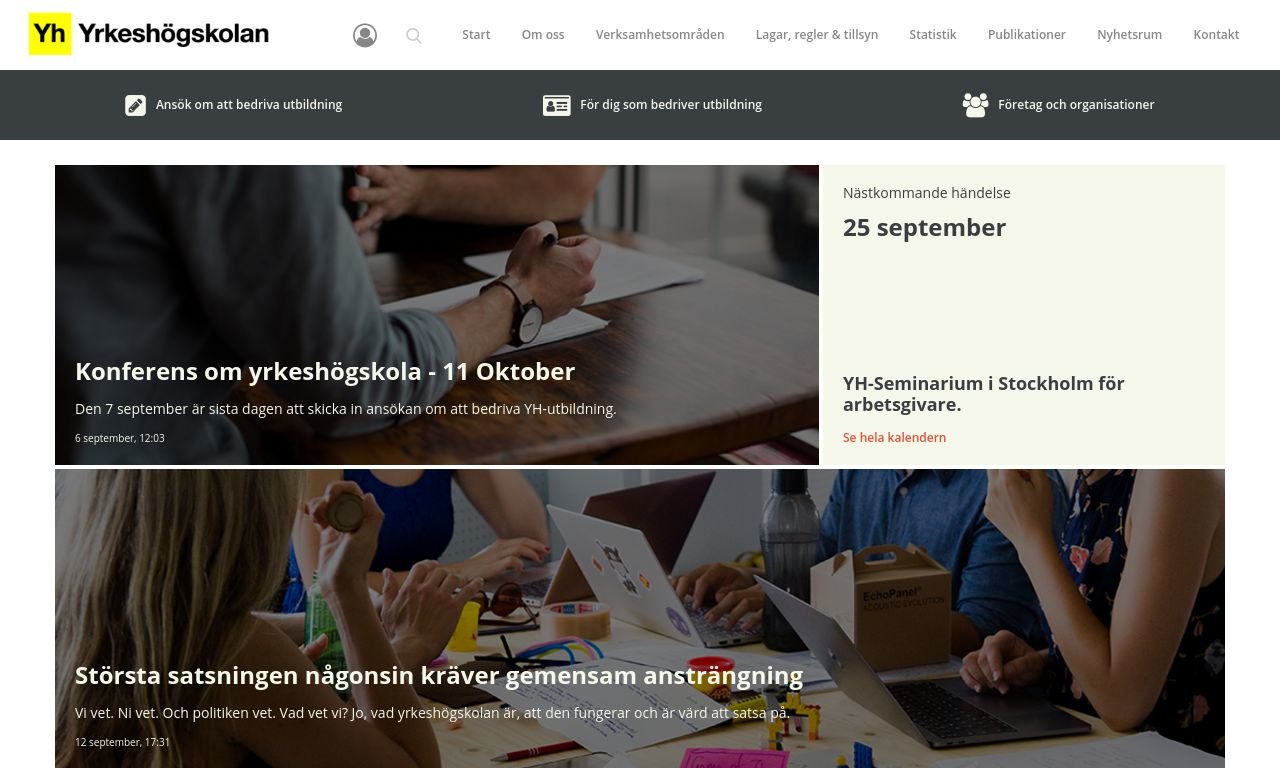 Yh Yrkeshögskolan
Start Om oss Verksamhetsområden Lagar, regler & tillsyn Statistik Publikationer Nyhetsrum Kontakt
Ansök om att bedriva utbildning För dig som bedriver utbildning Företag och organisationer
Konferens om yrkeshögskola - 11 Oktober
Den 7 september är sista dagen att skicka in ansökan om att bedriva YH-utbildning.
6 september, 12:03
Nästkommande händelse
25 september
YH-Seminarium i Stockholm för
arbetsgivare.
Se hela kalendern
EchoPanel®
ACOUSTIC EVOLUTION
Största satsningen någonsin kräver gemensam ansträngning
Vi vet. Ni vet. Och politiken vet. Vad vet vi? Jo, vad yrkeshögskolan är, att den fungerar och är värd att satsa på.
12 september, 17:31